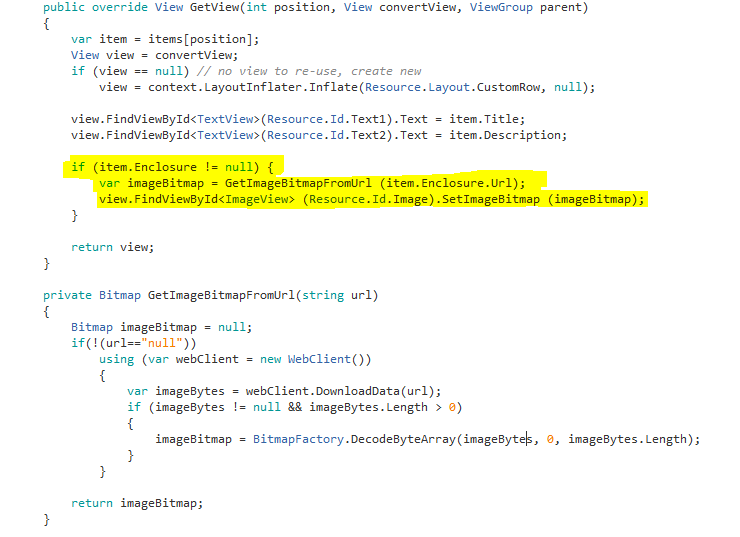 public override View GetView(int position, View convertView, ViewGroup parent)
{
var item = items[position];
View view = convertView;
if (view == null) // no view to re-use, create new
view = context.LayoutInflater.Inflate(Resource.Layout.CustomRow, null);
view.FindViewById<TextView>(Resource.Id.Text1).Text = item.Title;
view.FindViewById<TextView>(Resource.Id.Text2).Text = item.Description;
if (item.Enclosure != null) {
var imageBitmap = GetImageBitmapFromUrl (item.Enclosure.Url);
view.FindViewById<ImageView> (Resource.Id.Image).SetImageBitmap (imageBitmap);
}
return view;
}
private Bitmap GetImageBitmapFromUrl(string url)
{
Bitmap imageBitmap = null;
if(!(url=="null"))
using (var webClient = new WebClient())
{
var imageBytes = webClient.DownloadData(url);
if (imageBytes != null && imageBytes.Length > 0)
{
imageBitmap = BitmapFactory.DecodeByteArray(imageBytes, 0, imageBytes.Length);
}
}
return imageBitmap;
}